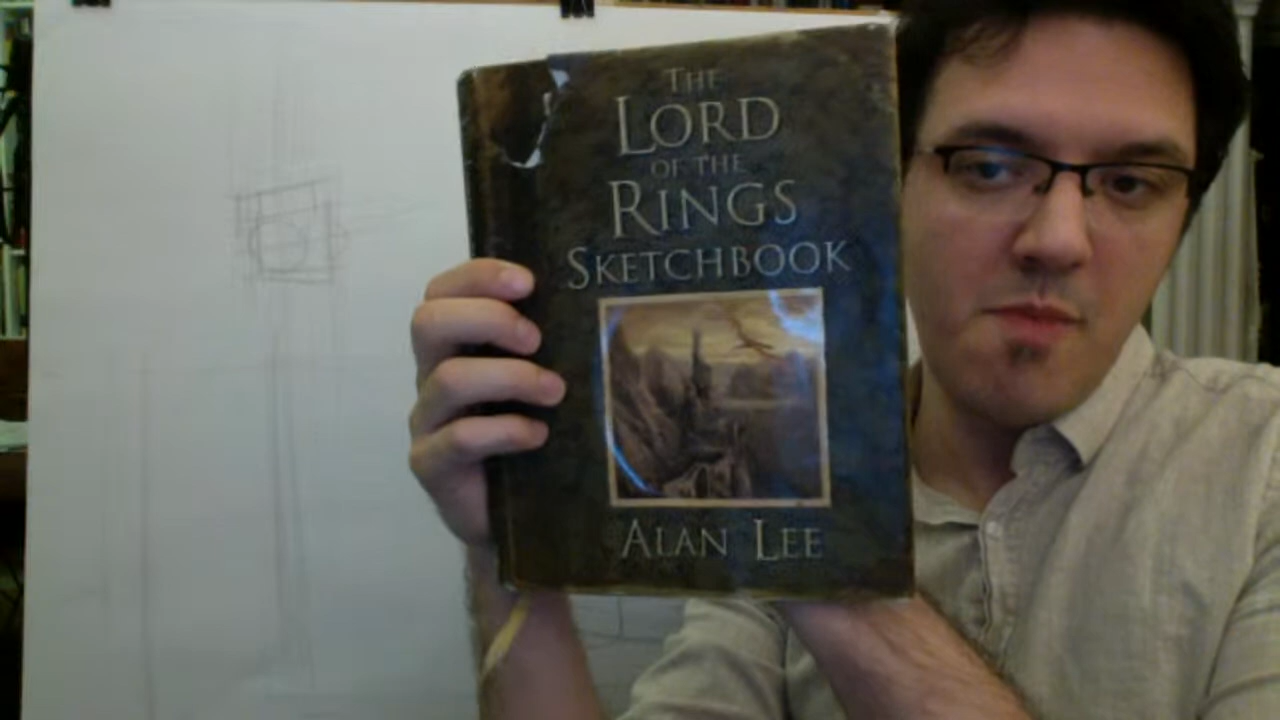 THE
LORD
OF THE
RINGS
SKETCHBOOK
ALAN LEE